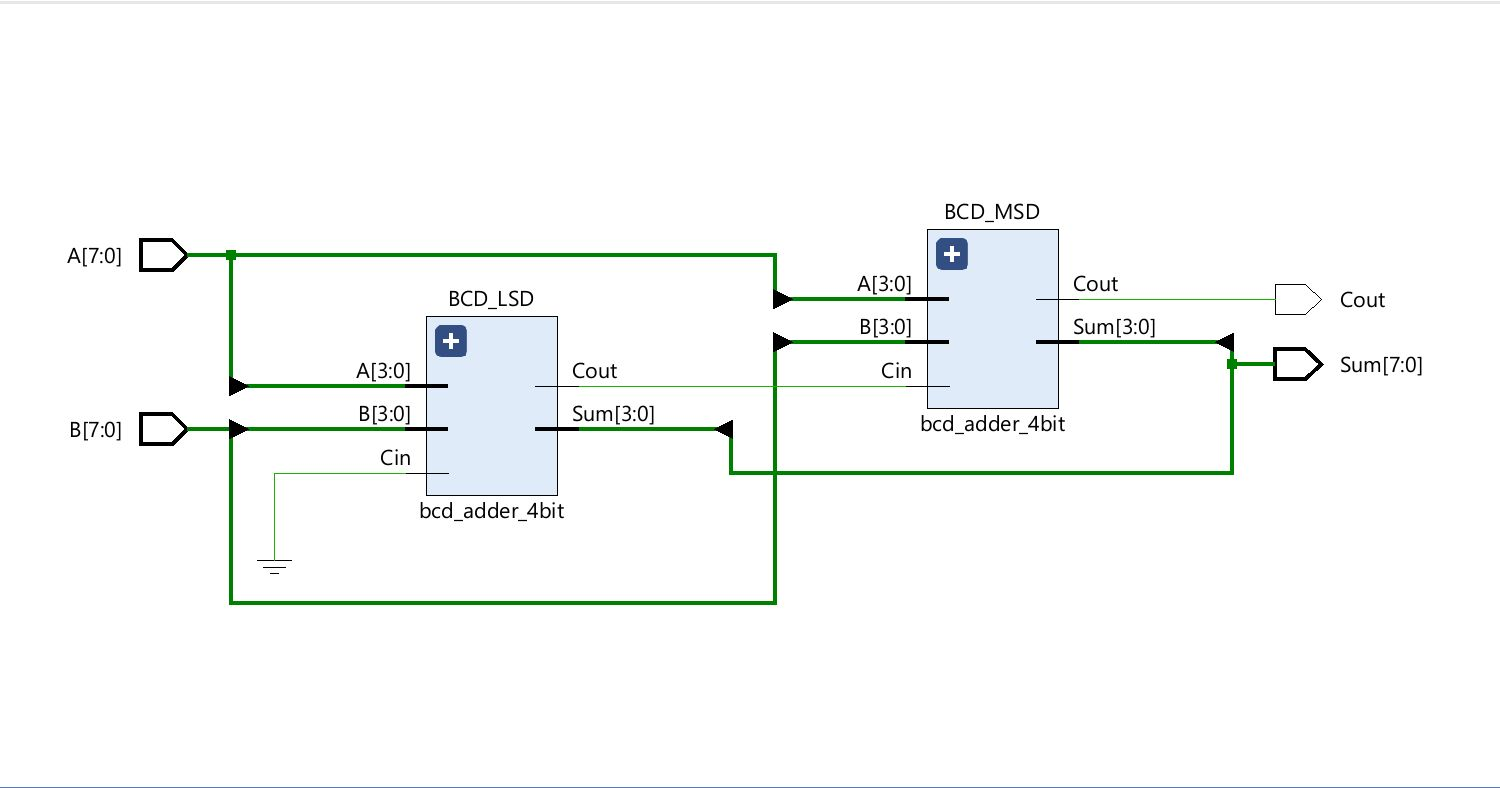 BCD_MSD
A[7:0]
A[3:0]
Cout
Cout
BCD_LSD
B[3:0]
Sum[3:0]
Sum[7:0]
A[3:0]
Cout
Cin
B[7:0]
B[3:0]
Sum[3:0]
bcd_adder_4bit
Cin
bcd_adder_4bit